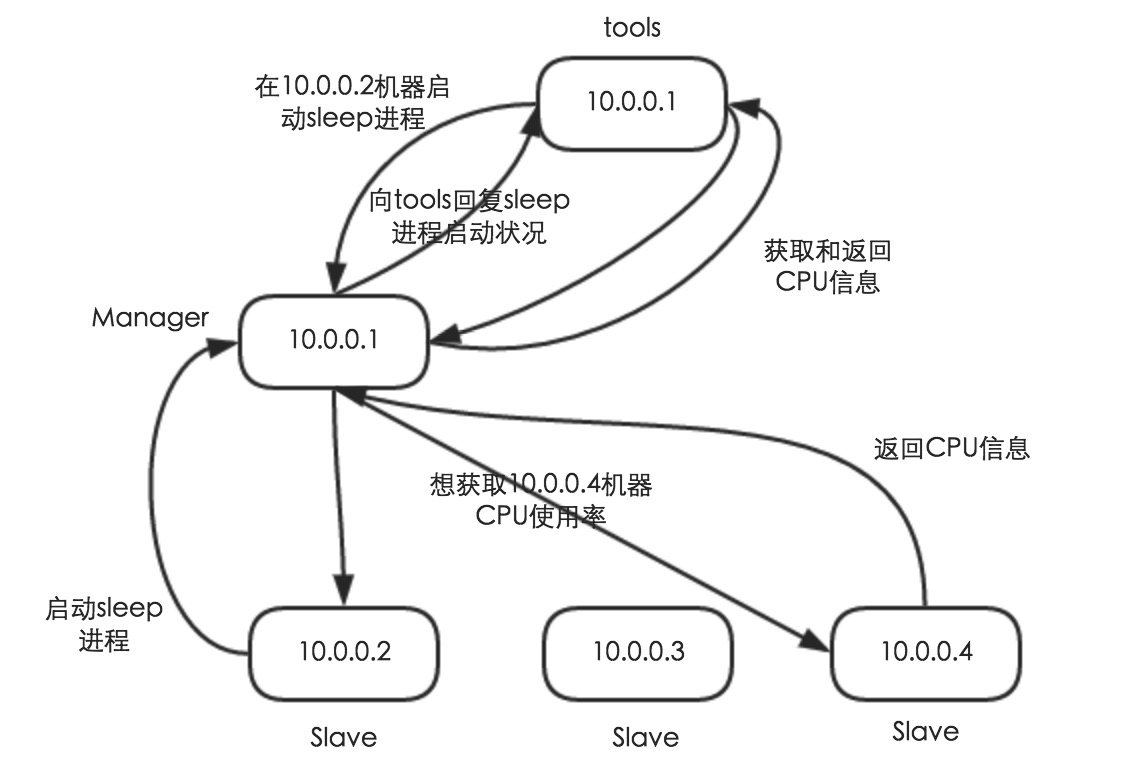 tools
在10.0.0.2机器启
动sleep进程
10.0.0.1
向tools回复sleep
进程启动状况
获取和返回
CPU信息
Manager
10.0.0.1
返回CPU信息
想获取10.0.0.4机器
CPU使用率
启动sleep
进程
10.0.0.2
10.0.0.3
10.0.0.4
Slave
Slave
Slave